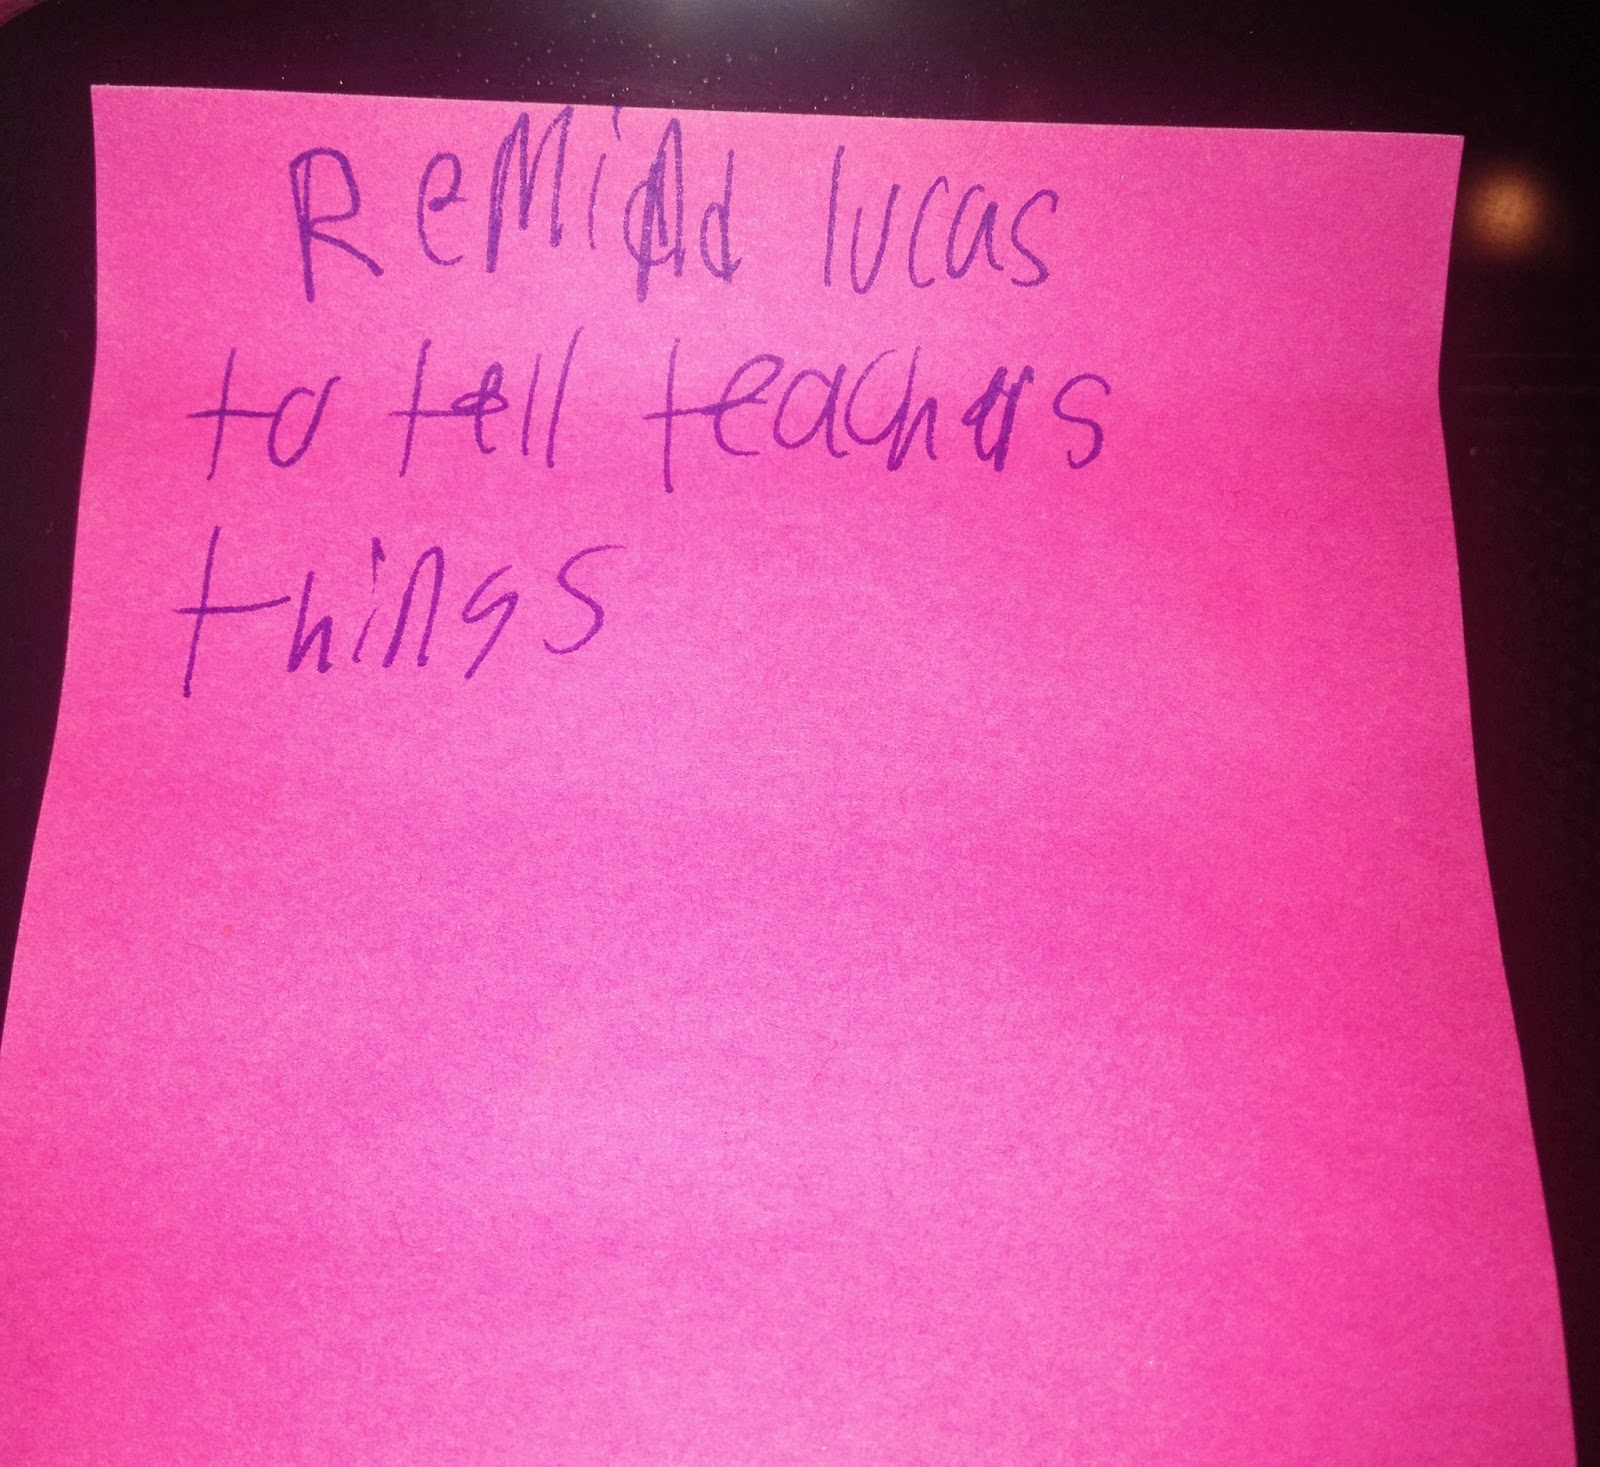 Remind lucas
to tell teachers
things